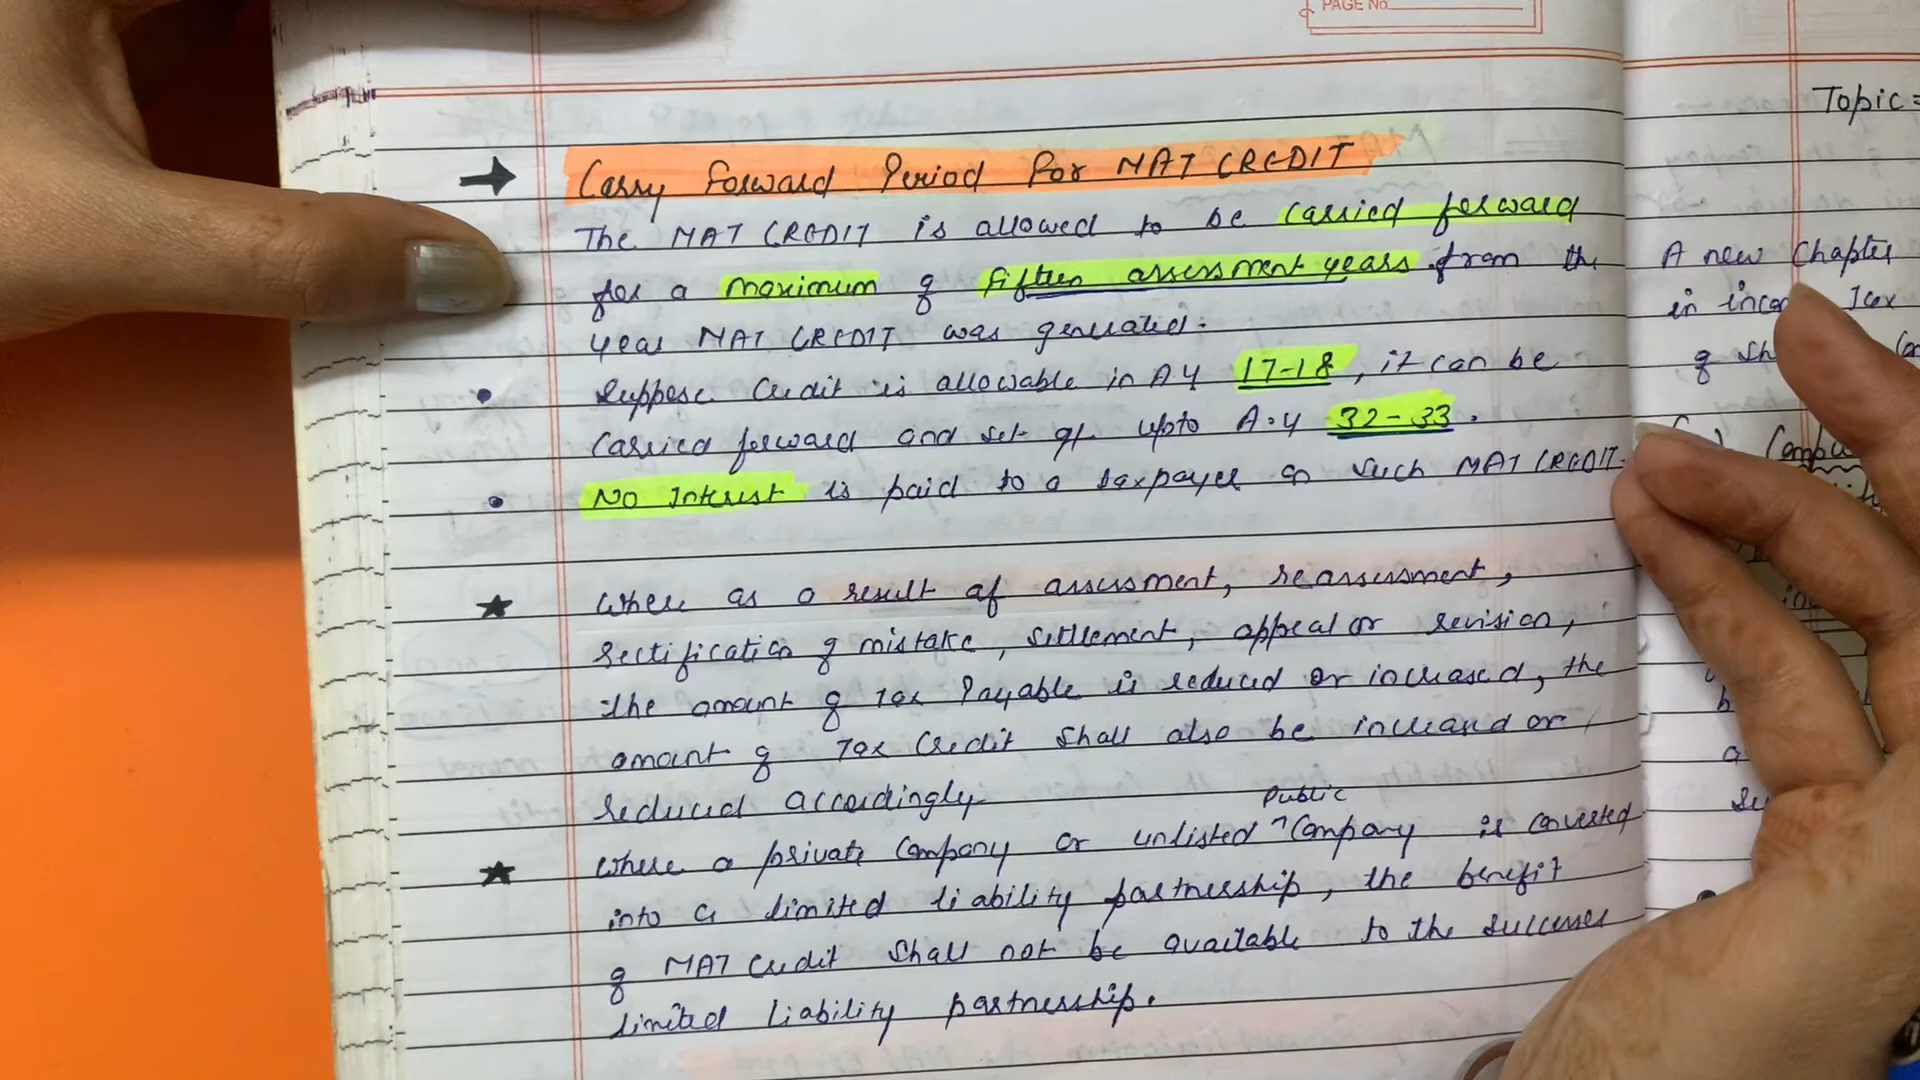 PAGE No
→ Carry Forward Period For MAT CREDIT
The MAT CREDIT is allowed to be carried forward
for a maximum of fifteen assessment years from the
year MAT CREDIT was generated.
• Suppose Credit is allowable in AY 17-18, it can be
carried forward and set of upto A.Y 32-33.
• No Interest is paid to a taxpayer on such MAT CREDIT.
★ Where as a result of assessment, reassessment,
rectification of mistake, settlement, appeal or revision,
the amount of Tax Payable is reduced or increased, the
amount of Tax Credit shall also be increased or
reduced accordingly
Public
★ Where a private Company or unlisted ^ Company is converted
into a limited liability partnership, the benefit
of MAT Credit shall not be available to the successor
limited liability partnership.
Topic =
A new Chapter
in Tax
of Sh